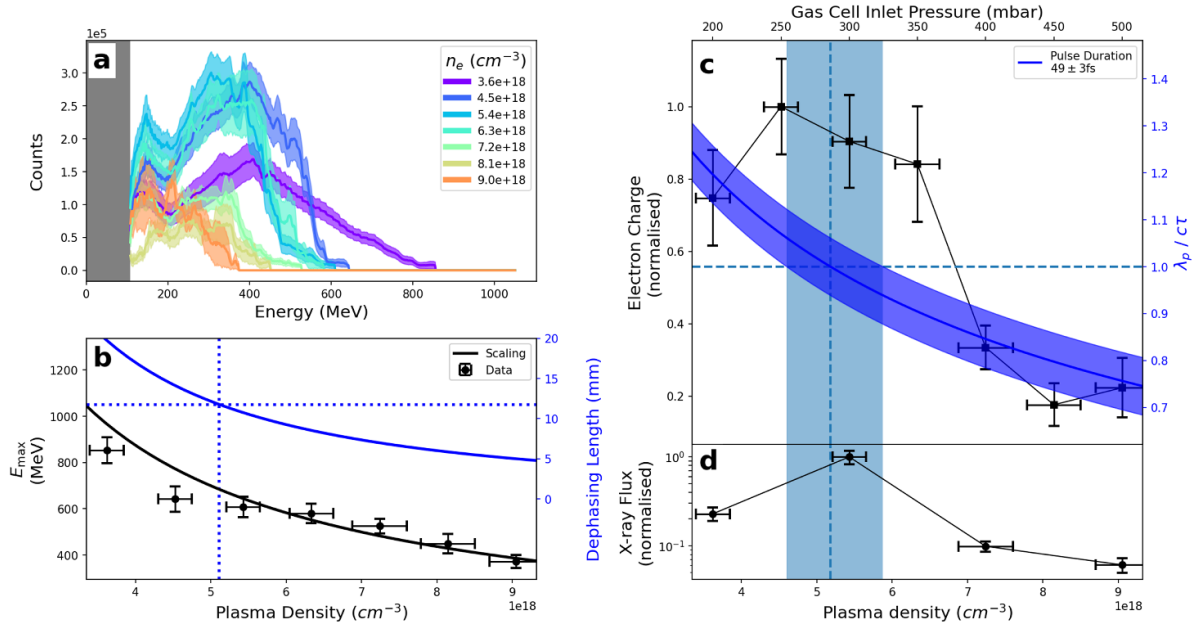 a
1e5
3.0
2.5
2.0
1.5
1.0
0.5
0.0
Counts
n_e (cm⁻³)
3.6e+18
4.5e+18
5.4e+18
6.3e+18
7.2e+18
8.1e+18
9.0e+18
0 200 400 600 800 1000
Energy (MeV)
b
1200
1000
800
600
400
E_max
(MeV)
Scaling
Data
20
15
10
5
0
Dephasing Length (mm)
4 5 6 7 8 9
1e18
Plasma Density (cm⁻³)
Gas Cell Inlet Pressure (mbar)
200 250 300 350 400 450 500
c
Pulse Duration
49 ± 3fs
1.0
0.8
0.6
0.4
0.2
Electron Charge
(normalised)
1.4
1.3
1.2
1.1
1.0
0.9
0.8
0.7
λ_p / cτ
d
10⁰
10⁻¹
X-ray Flux
(normalised)
4 5 6 7 8 9
1e18
Plasma density (cm⁻³)